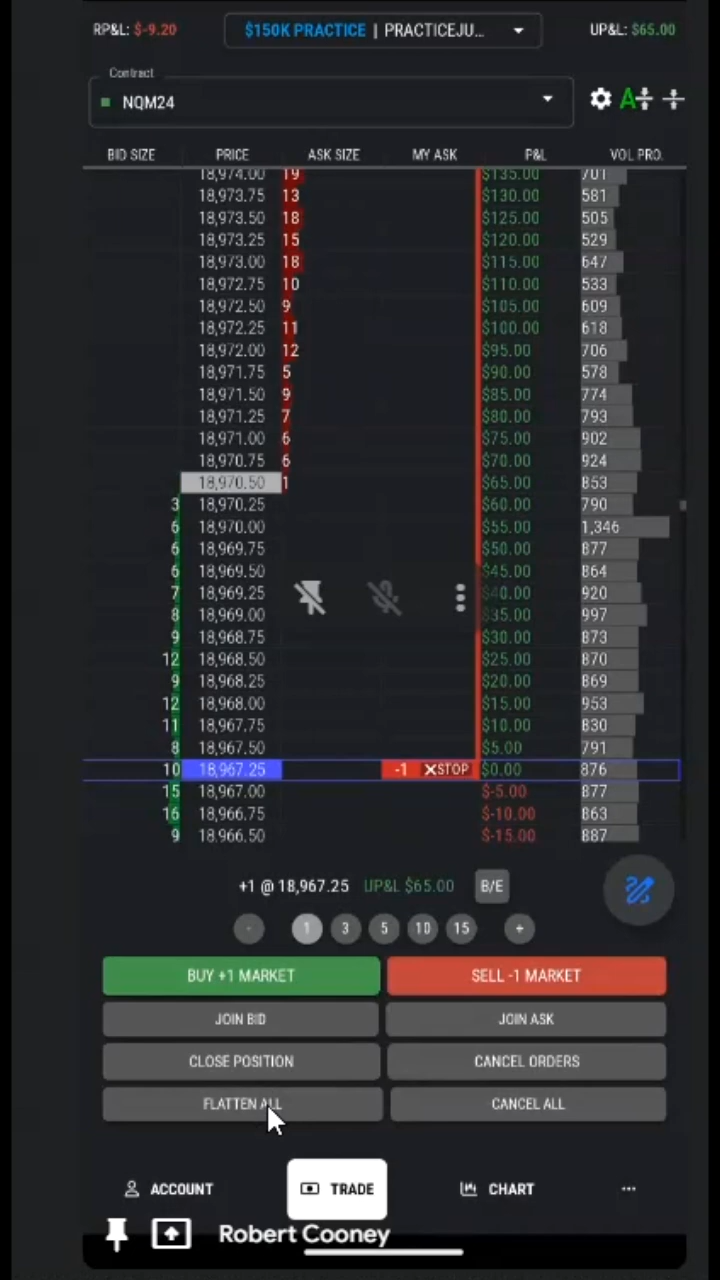 RP&L: $-9.20 $150K PRACTICE | PRACTICEJU... UP&L: $65.00
Contract
NQM24 A
BID SIZE PRICE ASK SIZE MY ASK P&L VOL PRO.
18,974.00 19 $135.00 701
18,973.75 13 $130.00 581
18,973.50 18 $125.00 505
18,973.25 15 $120.00 529
18,973.00 18 $115.00 647
18,972.75 10 $110.00 533
18,972.50 9 $105.00 609
18,972.25 11 $100.00 618
18,972.00 12 $95.00 706
18,971.75 5 $90.00 578
18,971.50 9 $85.00 774
18,971.25 7 $80.00 793
18,971.00 6 $75.00 902
18,970.75 6 $70.00 924
18,970.50 1 $65.00 853
3 18,970.25 $60.00 790
6 18,970.00 $55.00 1,346
6 18,969.75 $50.00 877
6 18,969.50 $45.00 864
7 18,969.25 $40.00 920
8 18,969.00 $35.00 997
9 18,968.75 $30.00 873
12 18,968.50 $25.00 870
9 18,968.25 $20.00 869
12 18,968.00 $15.00 953
11 18,967.75 $10.00 830
8 18,967.50 $5.00 791
10 18,967.25 -1 XSTOP $0.00 876
15 18,967.00 $-5.00 877
16 18,966.75 $-10.00 863
9 18,966.50 $-15.00 887
+1 @ 18,967.25 UP&L $65.00 B/E
- 1 3 5 10 15 +
BUY +1 MARKET SELL -1 MARKET
JOIN BID JOIN ASK
CLOSE POSITION CANCEL ORDERS
FLATTEN ALL CANCEL ALL
ACCOUNT TRADE CHART ...
Robert Cooney